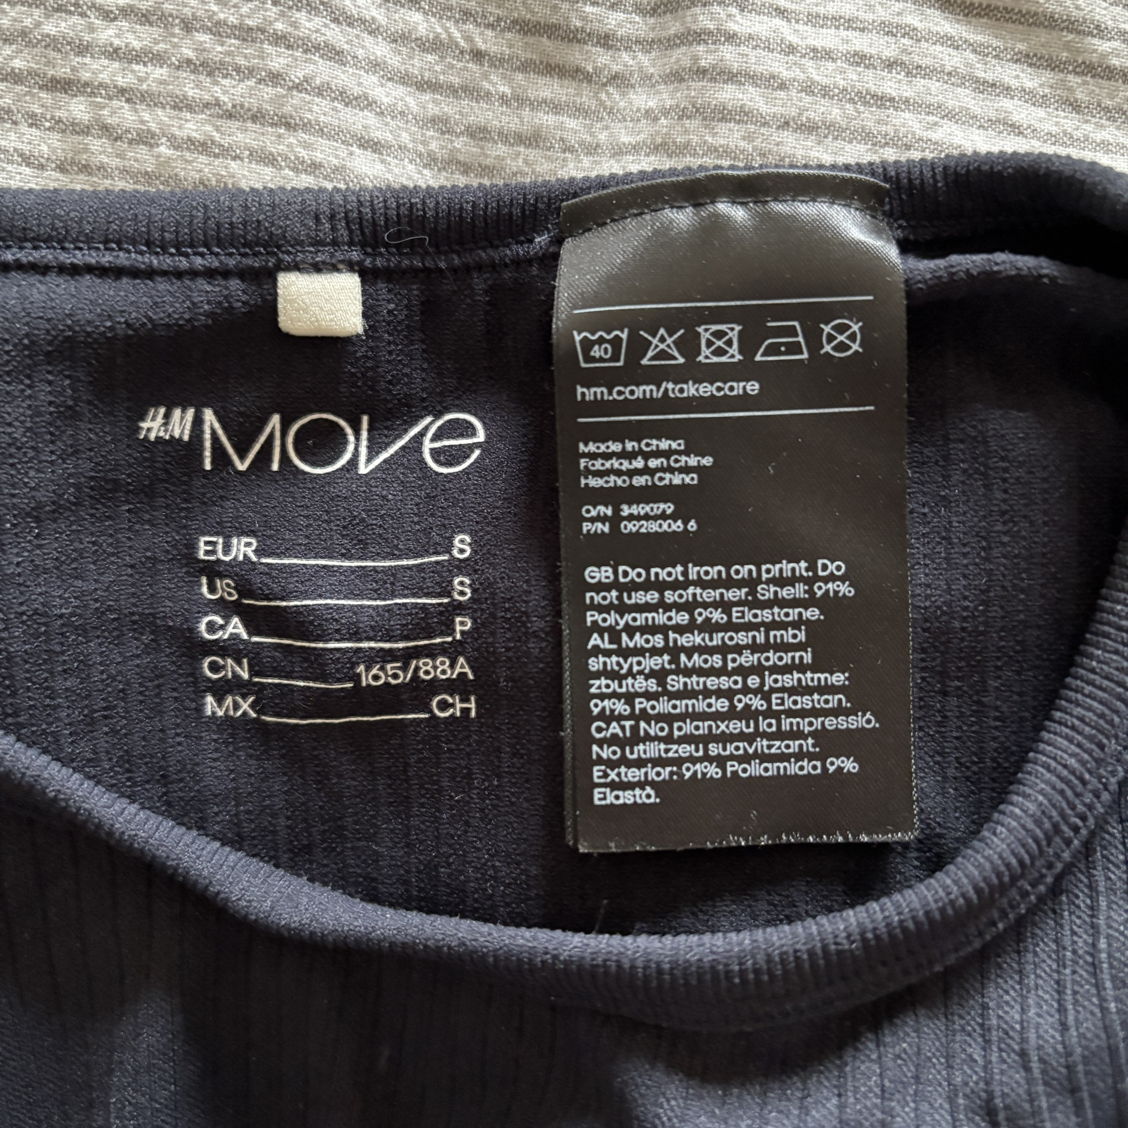 H&M MOVE
EUR S
US S
CA P
CN 165/88A
MX CH
40
hm.com/takecare
Made in China
Fabriqué en Chine
Hecho en China
O/N 349079
P/N 0928006 6
GB Do not iron on print. Do
not use softener. Shell: 91%
Polyamide 9% Elastane.
AL Mos hekurosni mbi
shtypjet. Mos përdorni
zbutës. Shtresa e jashtme:
91% Poliamide 9% Elastan.
CAT No planxeu la impressió.
No utilitzeu suavitzant.
Exterior: 91% Poliamida 9%
Elastà.